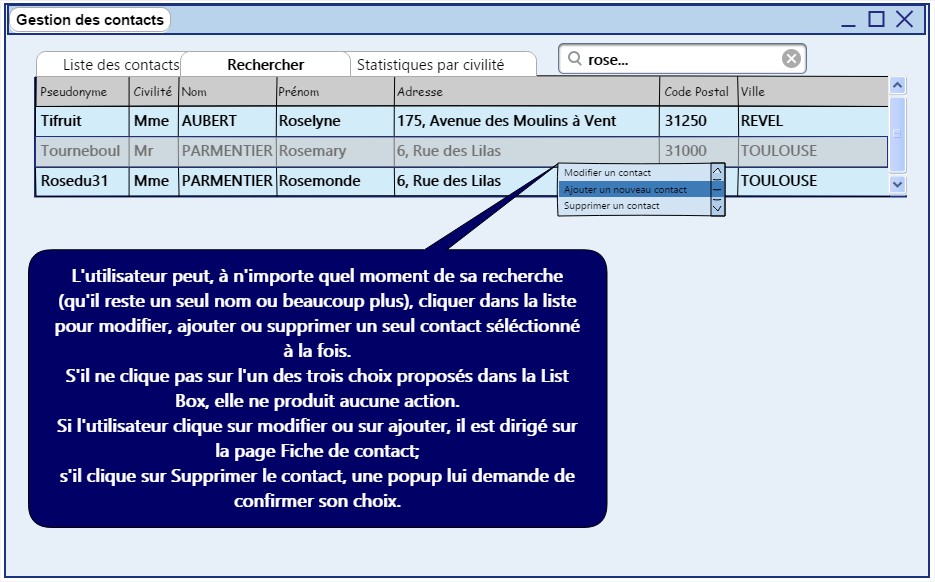 Gestion des contacts
Liste des contacts Rechercher Statistiques par civilité rose...
Pseudonyme Civilité Nom Prénom Adresse Code Postal Ville
Tifruit Mme AUBERT Roselyne 175, Avenue des Moulins à Vent 31250 REVEL
Tourneboul Mr PARMENTIER Rosemary 6, Rue des Lilas 31000 TOULOUSE
Rosedu31 Mme PARMENTIER Rosemonde 6, Rue des Lilas TOULOUSE
Modifier un contact
Ajouter un nouveau contact
Supprimer un contact
L'utilisateur peut, à n'importe quel moment de sa recherche
(qu'il reste un seul nom ou beaucoup plus), cliquer dans la liste
pour modifier, ajouter ou supprimer un seul contact séléctionné
à la fois.
S'il ne clique pas sur l'un des trois choix proposés dans la List
Box, elle ne produit aucune action.
Si l'utilisateur clique sur modifier ou sur ajouter, il est dirigé sur
la page Fiche de contact;
s'il clique sur Supprimer le contact, une popup lui demande de
confirmer son choix.